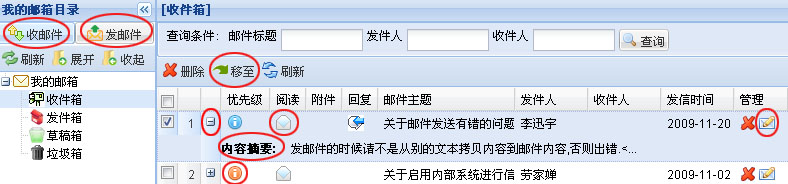 我的邮箱目录
收邮件 发邮件
刷新 展开 收起
我的邮箱
收件箱
发件箱
草稿箱
垃圾箱
[收件箱]
查询条件: 邮件标题 发件人 收件人 查询
删除 移至 刷新
优先级 阅读 附件 回复 邮件主题 发件人 收件人 发信时间 管理
1 关于邮件发送有错的问题 李迅宇 2009-11-20
内容摘要: 发邮件的时候请不是从别的文本拷贝内容到邮件内容,否则出错.<...
2 关于启用内部系统进行信 劳家婵 2009-11-02